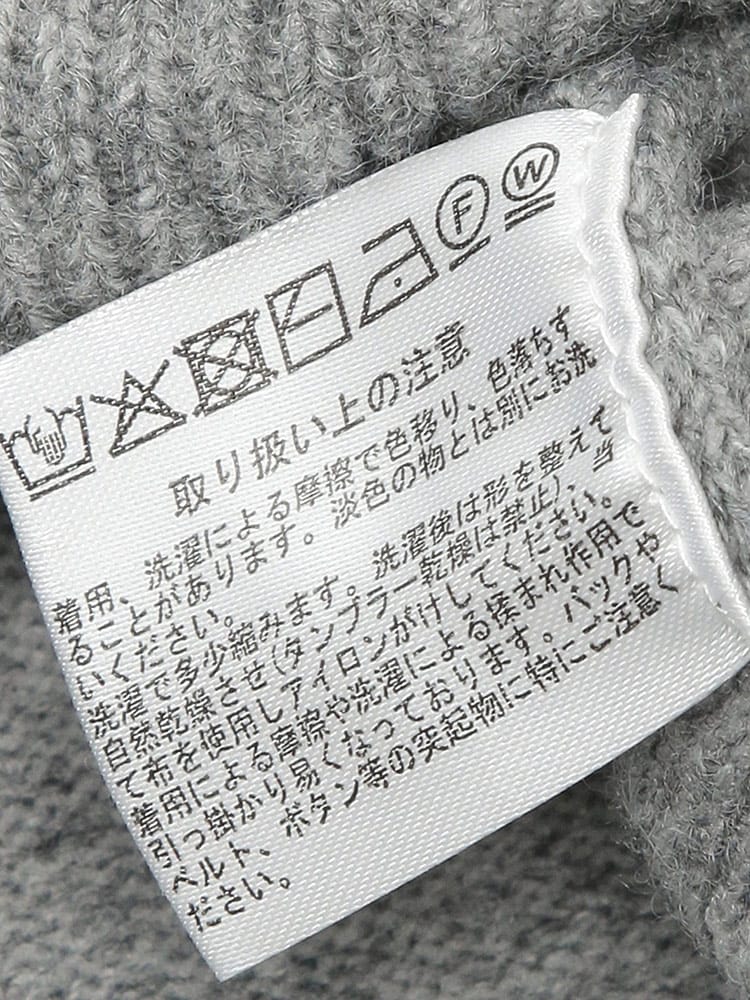 F W
取り扱い上の注意
着用、洗濯による摩擦で色移り、色落ちす
ることがあります。淡色の物とは別にお洗
いください。
洗濯で多少縮みます。洗濯後は形を整えて
自然乾燥させ(タンブラー乾燥は禁止)、当
て布を使用しアイロンがけしてください。
着用による摩擦や洗濯による揉まれ作用で
引っ掛かり易くなっております。バックや
ベルト、ボタン等の突起物に特にご注意く
ださい。